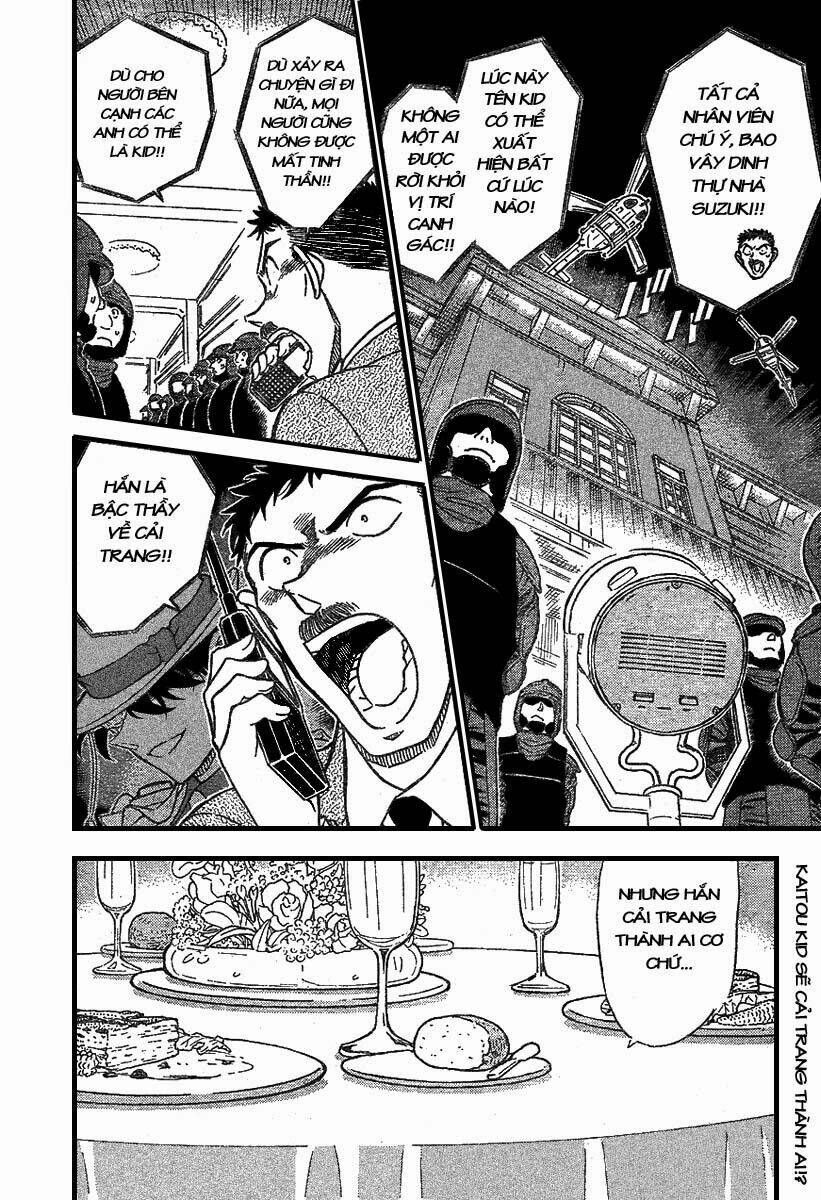 TẤT CẢ
NHÂN VIÊN
CHÚ Ý, BAO
VÂY DINH
THỰ NHÀ
SUZUKI!!!
LÚC NÀY
TÊN KID
CÓ THỂ
XUẤT
HIỆN BẤT
CỨ LÚC
NÀO!
KHÔNG
MỘT AI
ĐƯỢC
RỜI KHỎI
VỊ TRÍ
CANH
GÁC!!
DÙ XẢY RA
CHUYỆN GÌ ĐI
NỮA, MỌI
NGƯỜI CŨNG
KHÔNG ĐƯỢC
MẤT TINH
THẦN!!
DÙ CHO
NGƯỜI BÊN
CẠNH CÁC
ANH CÓ THỂ
LÀ KID!!
HẮN LÀ
BẬC THẦY
VỀ CẢI
TRANG!!
NHƯNG HẮN
CẢI TRANG
THÀNH AI CƠ
CHỨ...
KAITOU KID SẼ CẢI TRANG THÀNH AI!?